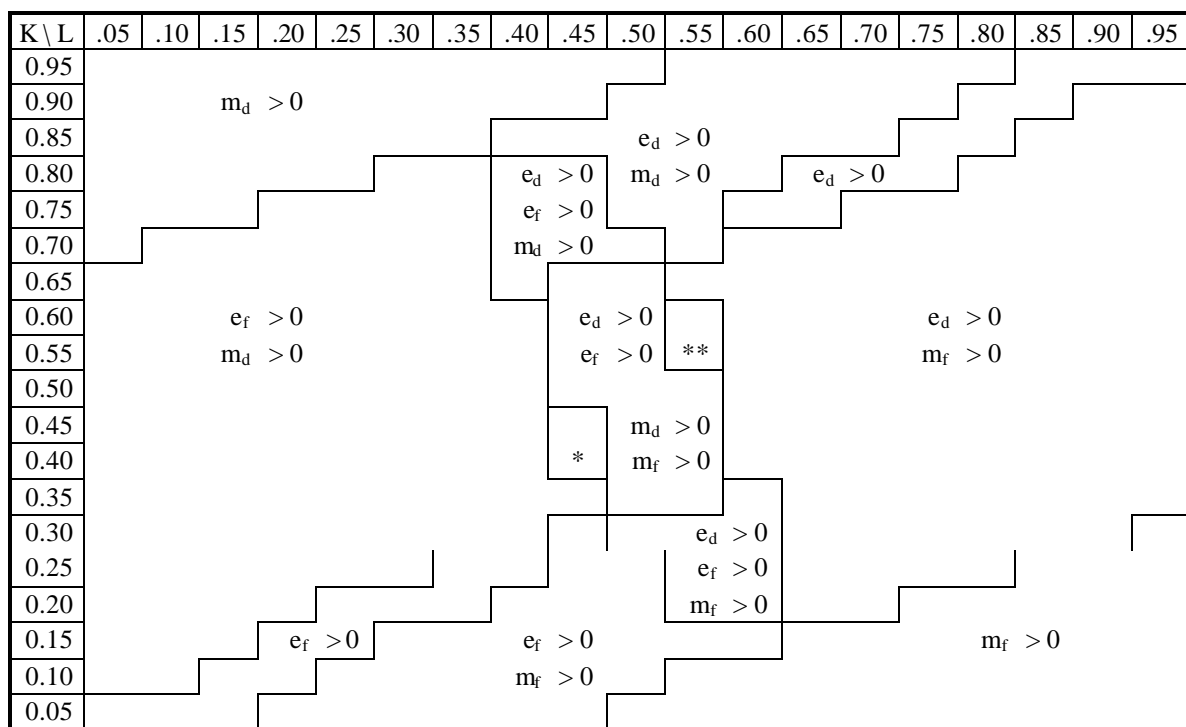 K\L .05 .10 .15 .20 .25 .30 .35 .40 .45 .50 .55 .60 .65 .70 .75 .80 .85 .90 .95
0.95
0.90 m_d > 0
0.85 e_d > 0
0.80 e_d > 0 m_d > 0 e_d > 0
0.75 e_f > 0
0.70 m_d > 0
0.65
0.60 e_f > 0 e_d > 0 e_d > 0
0.55 m_d > 0 e_f > 0 ** m_f > 0
0.50
0.45 m_d > 0
0.40 * m_f > 0
0.35
0.30 e_d > 0
0.25 e_f > 0
0.20 m_f > 0
0.15 e_f > 0 e_f > 0 m_f > 0
0.10 m_f > 0
0.05